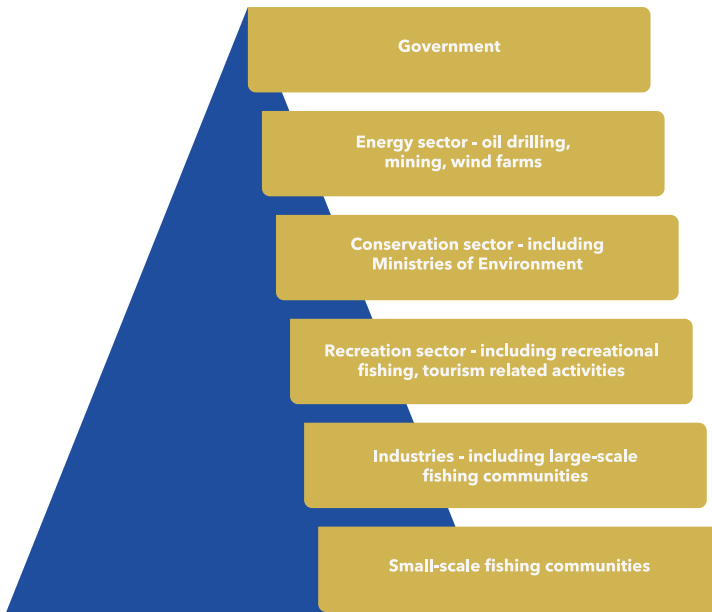 Government
Energy sector - oil drilling,
mining, wind farms
Conservation sector - including
Ministries of Environment
Recreation sector - including recreational
fishing, tourism related activities
Industries - including large-scale
fishing communities
Small-scale fishing communities